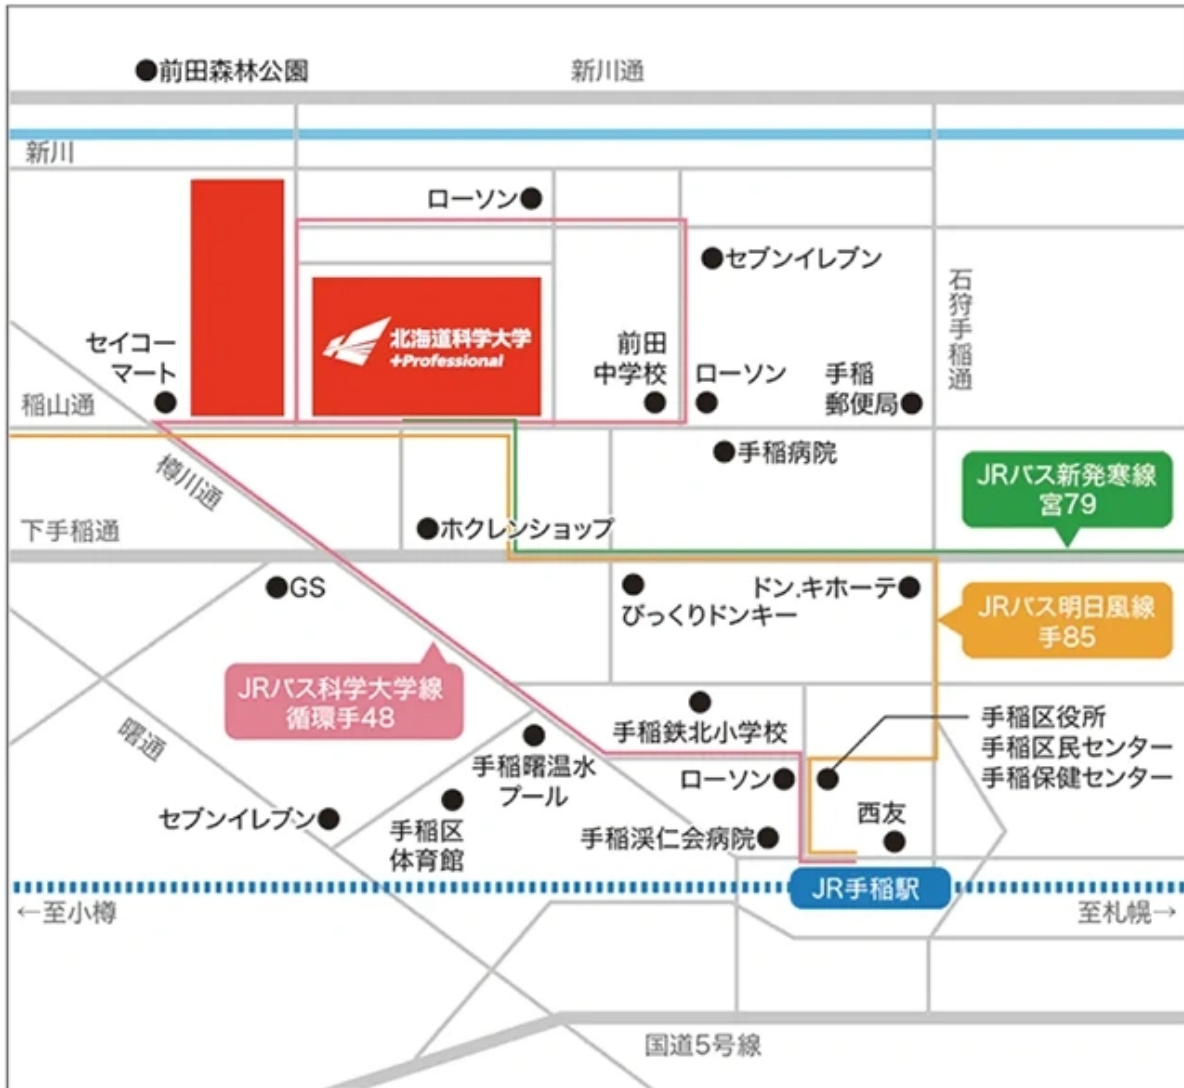 前田森林公園
新川通
新川
ローソン
セブンイレブン
石狩手稲通
北海道科学大学
+Professional
セイコー
マート
前田
中学校
ローソン
手稲
郵便局
稲山通
樽川通
手稲病院
JRバス新発寒線
宮79
下手稲通
ホクレンショップ
GS
びっくりドンキー
ドン.キホーテ
JRバス明日風線
手85
JRバス科学大学線
循環手48
曙通
手稲鉄北小学校
手稲区役所
手稲区民センター
手稲保健センター
手稲曙温水
プール
ローソン
セブンイレブン
手稲区
体育館
手稲渓仁会病院
西友
JR手稲駅
←至小樽
至札幌→
国道5号線